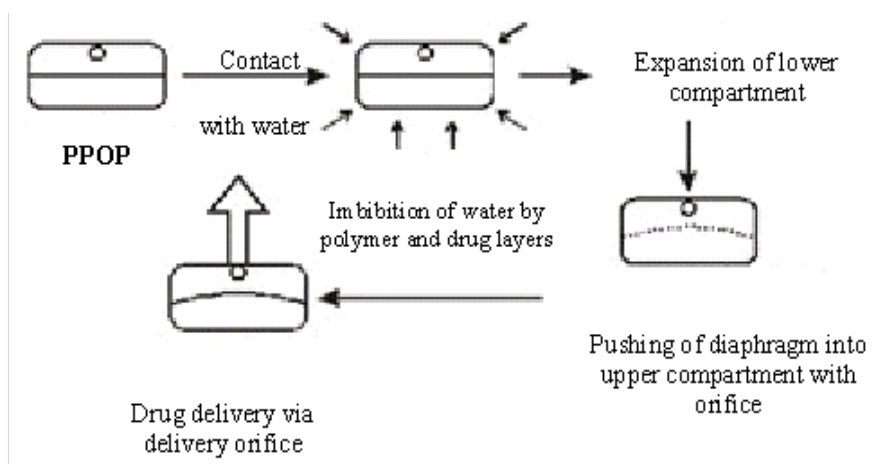 Contact
with water
PPOP
Expansion of lower
compartment
Imbibition of water by
polymer and drug layers
Pushing of diaphragm into
upper compartment with
orifice
Drug delivery via
delivery orifice